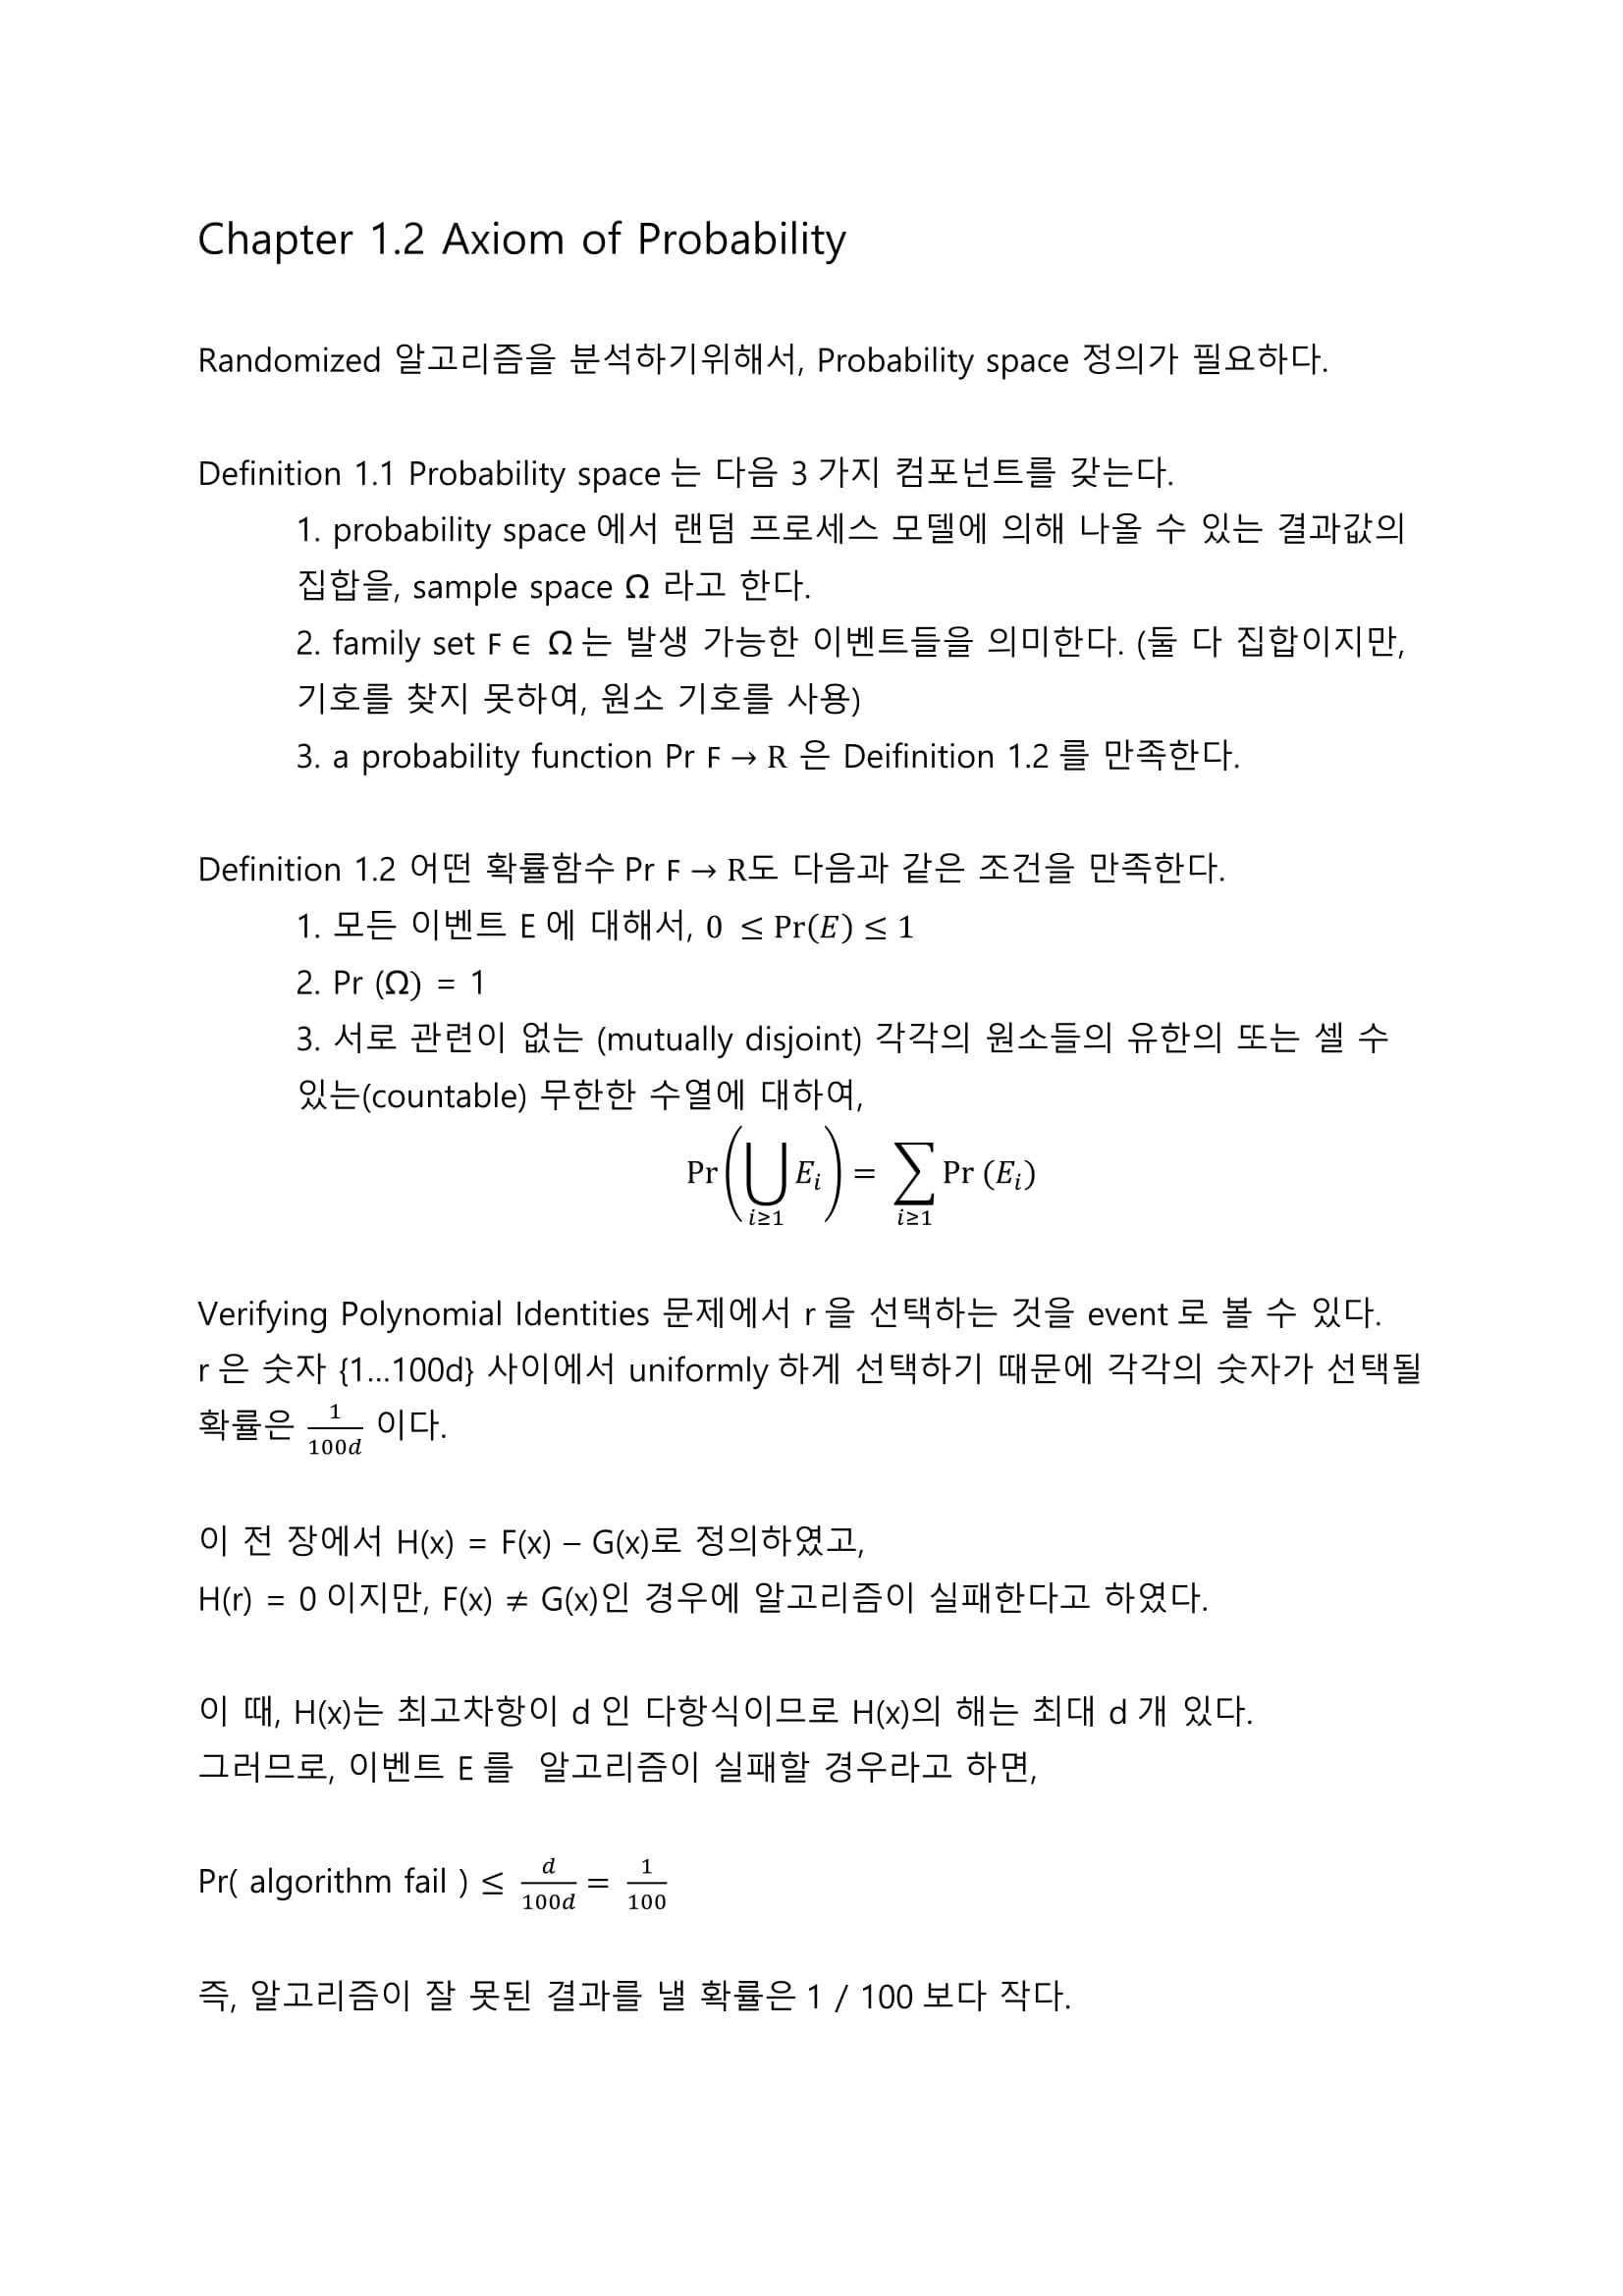 Chapter 1.2 Axiom of Probability
Randomized 알고리즘을 분석하기위해서, Probability space 정의가 필요하다.
Definition 1.1 Probability space 는 다음 3 가지 컴포넌트를 갖는다.
1. probability space 에서 랜덤 프로세스 모델에 의해 나올 수 있는 결과값의
집합을, sample space Ω 라고 한다.
2. family set F ∈ Ω 는 발생 가능한 이벤트들을 의미한다. (둘 다 집합이지만,
기호를 찾지 못하여, 원소 기호를 사용)
3. a probability function Pr F → R 은 Deifinition 1.2 를 만족한다.
Definition 1.2 어떤 확률함수 Pr F → R도 다음과 같은 조건을 만족한다.
1. 모든 이벤트 E 에 대해서, 0 ≤ Pr(E) ≤ 1
2. Pr (Ω) = 1
3. 서로 관련이 없는 (mutually disjoint) 각각의 원소들의 유한의 또는 셀 수
있는(countable) 무한한 수열에 대하여,
Pr(⋃_{i≥1} E_i) = ∑_{i≥1} Pr (E_i)
Verifying Polynomial Identities 문제에서 r 을 선택하는 것을 event 로 볼 수 있다.
r 은 숫자 {1...100d} 사이에서 uniformly 하게 선택하기 때문에 각각의 숫자가 선택될
확률은 1/100d 이다.
이 전 장에서 H(x) = F(x) – G(x)로 정의하였고,
H(r) = 0 이지만, F(x) ≠ G(x)인 경우에 알고리즘이 실패한다고 하였다.
이 때, H(x)는 최고차항이 d 인 다항식이므로 H(x)의 해는 최대 d 개 있다.
그러므로, 이벤트 E 를 알고리즘이 실패할 경우라고 하면,
Pr( algorithm fail ) ≤ d/100d = 1/100
즉, 알고리즘이 잘 못된 결과를 낼 확률은 1 / 100 보다 작다.